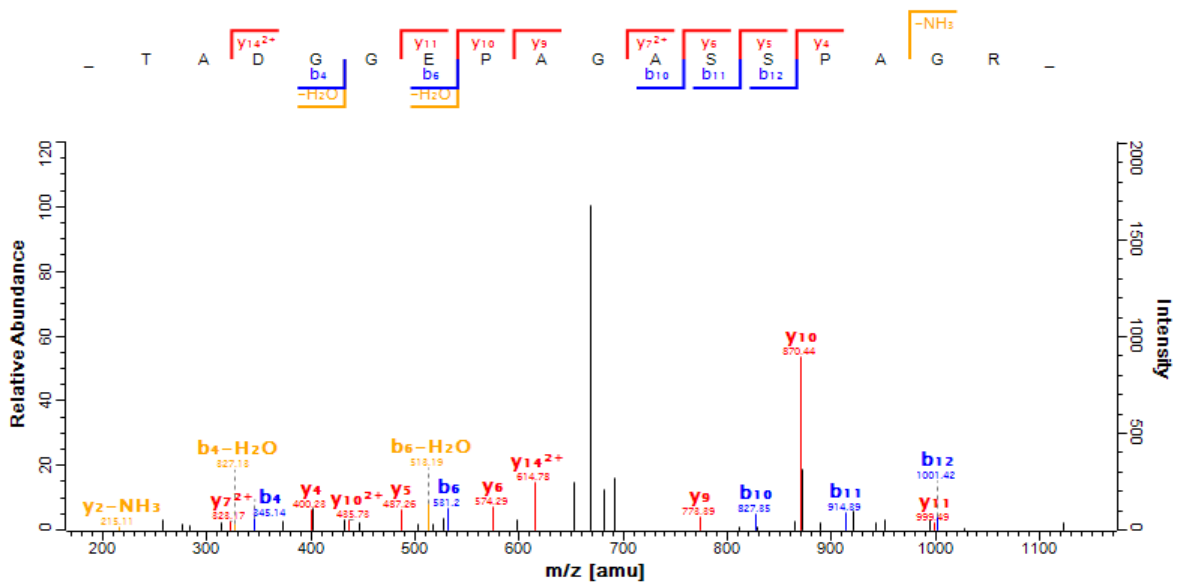 y14²⁺ y11 y10 y9 y7²⁺ y6 y5 y4 -NH₃
_ T A D G G E P A G A S S P A G R _
b4 b6 b10 b11 b12
-H₂O -H₂O
120
100
80
60
40
20
0
Relative Abundance
2000
1500
1000
500
0
Intensity
y10
870.44
b4-H₂O
327.13
b6-H₂O
513.19
y14²⁺
614.78
b12
1001.42
y2-NH₃
215.11
y7²⁺
323.17
b4
345.14
y4
400.23
y10²⁺
435.73
y5
487.26
b6
531.2
y6
574.29
y9
773.39
b10
827.35
b11
914.39
y11
999.49
200 300 400 500 600 700 800 900 1000 1100
m/z [amu]